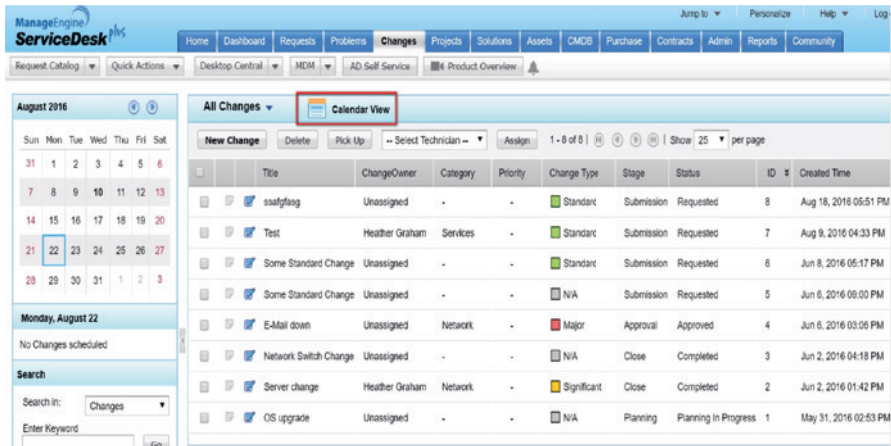 Jump to Personalize Help Log
ManageEngine
ServiceDesk Plus
Home Dashboard Requests Problems Changes Projects Solutions Assets CMDB Purchase Contracts Admin Reports Community
Request Catalog Quick Actions Desktop Central MDM AD Self Service Product Overview
August 2016
Sun Mon Tue Wed Thu Fri Sat
31 1 2 3 4 5 6
7 8 9 10 11 12 13
14 15 16 17 18 19 20
21 22 23 24 25 26 27
28 29 30 31 1 2 3
Monday, August 22
No Changes scheduled
Search
Search in: Changes
Enter Keyword
Go
All Changes Calendar View
New Change Delete Pick Up -- Select Technician -- Assign 1 - 8 of 8 | Show 25 per page
Title ChangeOwner Category Priority Change Type Stage Status ID Created Time
ssafgfasg Unassigned - - Standard Submission Requested 8 Aug 18, 2016 05:51 PM
Test Heather Graham Services - Standard Submission Requested 7 Aug 9, 2016 04:33 PM
Some Standard Change Unassigned - - Standard Submission Requested 6 Jun 8, 2016 05:17 PM
Some Standard Change Unassigned - - N/A Submission Requested 5 Jun 6, 2016 09:00 PM
E-Mail down Unassigned Network - Major Approval Approved 4 Jun 6, 2016 03:06 PM
Network Switch Change Unassigned - - N/A Close Completed 3 Jun 2, 2016 04:18 PM
Server change Heather Graham Network - Significant Close Completed 2 Jun 2, 2016 01:42 PM
OS upgrade Unassigned - - N/A Planning Planning In Progress 1 May 31, 2016 02:53 PM